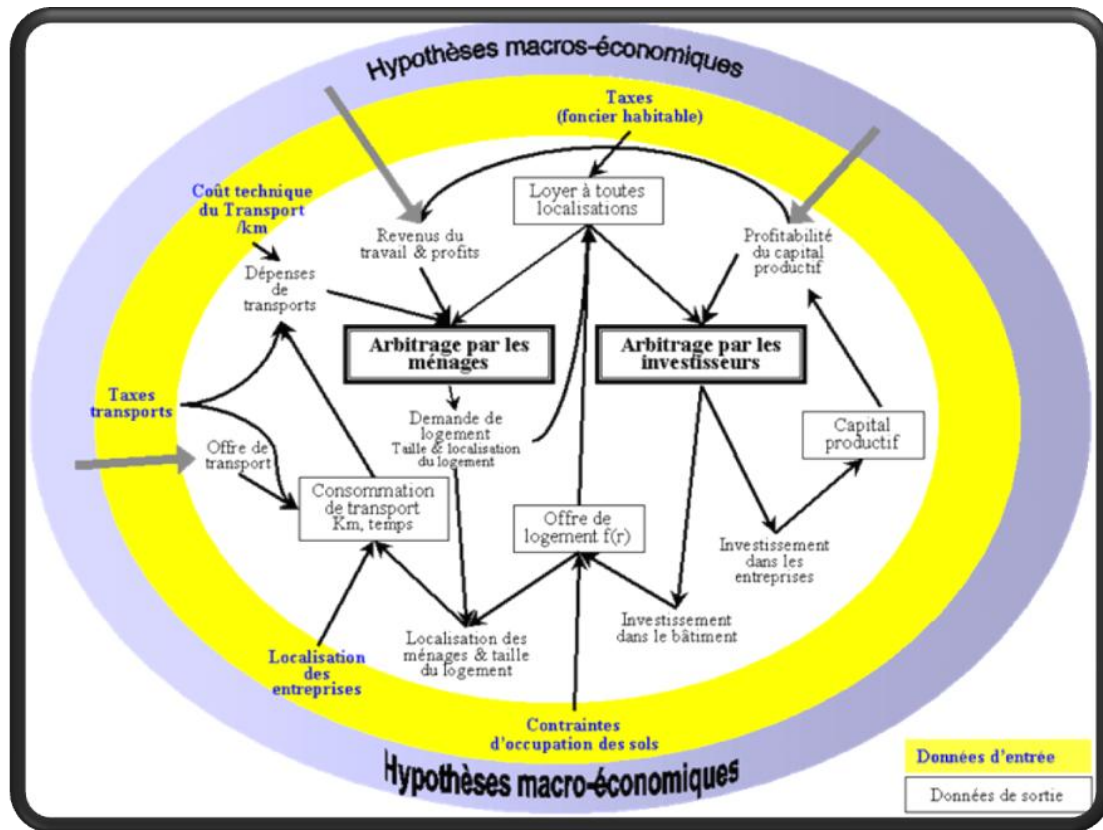 Hypothèses macros-économiques
Taxes
(foncier habitable)
Coût technique
du Transport
/km
Loyer à toutes
localisations
Revenus du
travail & profits
Profitabilité
du capital
productif
Dépenses
de
transports
Arbitrage par les
ménages
Arbitrage par les
investisseurs
Taxes
transports
Demande de
logement
Taille & localisation
du logement
Capital
productif
Offre de
transport
Consommation
de transport
Km, temps
Offre de
logement f(r)
Investissement
dans les
entreprises
Investissement
dans le bâtiment
Localisation des
ménages & taille
du logement
Localisation
des
entreprises
Contraintes
d'occupation des sols
Hypothèses macro-économiques
Données d'entrée
Données de sortie